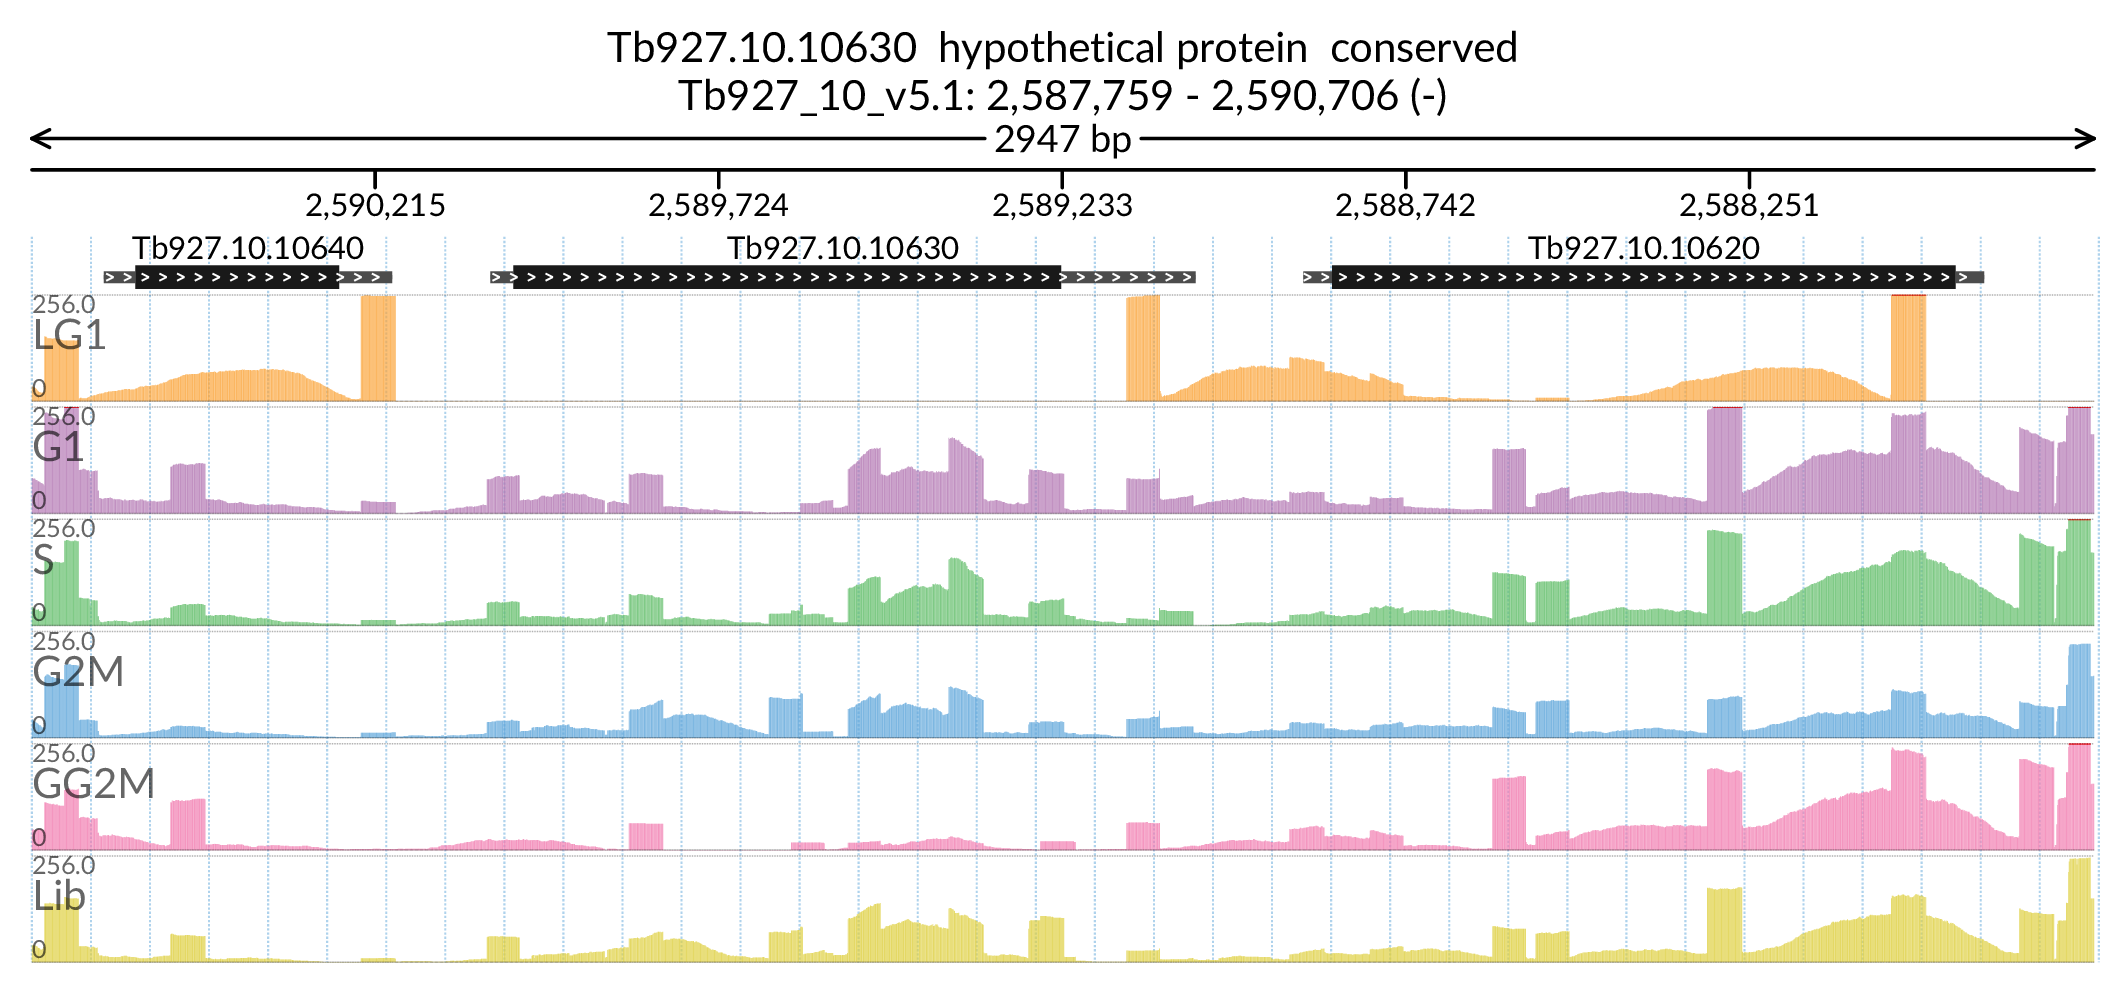 Tb927.10.10630  hypothetical protein  conserved
Tb927_10_v5.1: 2,587,759 - 2,590,706 (-)
2947 bp
2,590,215 2,589,724 2,589,233 2,588,742 2,588,251
Tb927.10.10640 Tb927.10.10630 Tb927.10.10620
256.0
LG1
0
256.0
G1
0
256.0
S
0
256.0
G2M
0
256.0
GG2M
0
256.0
Lib
0